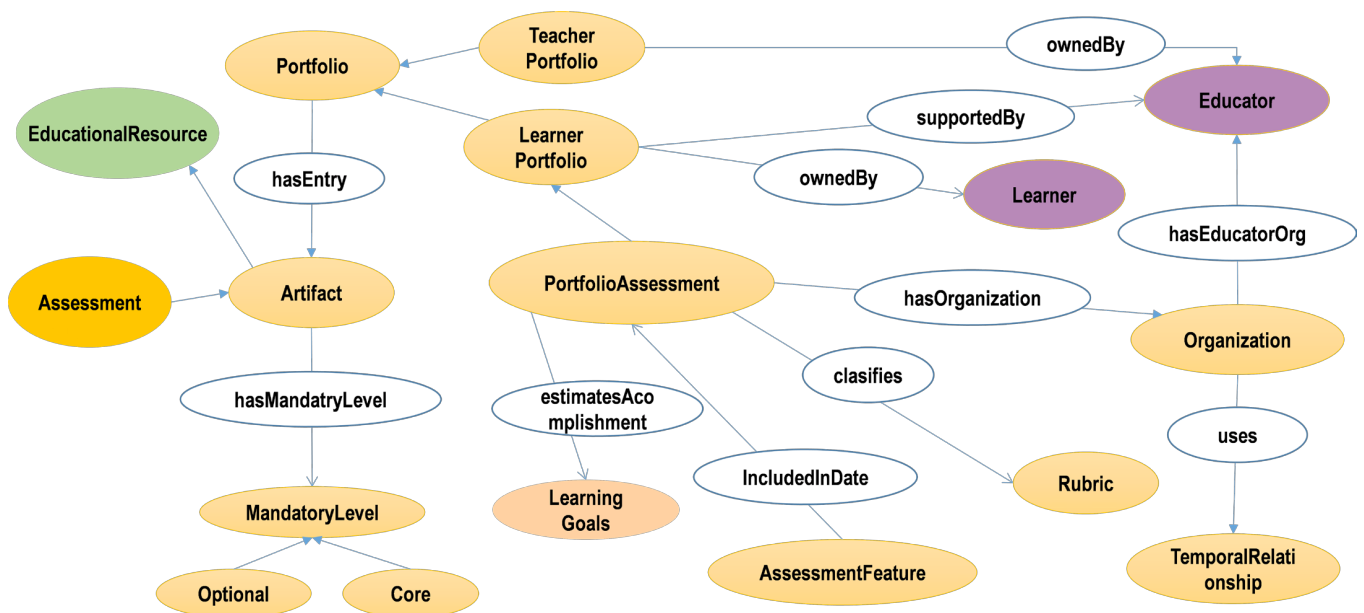 Teacher
Portfolio
ownedBy
Portfolio
Educator
EducationalResource
supportedBy
Learner
Portfolio
hasEntry
ownedBy
Learner
hasEducatorOrg
PortfolioAssessment
Assessment
Artifact
hasOrganization
Organization
clasifies
hasMandatryLevel
estimatesAco
mplishment
uses
IncludedInDate
Rubric
MandatoryLevel
Learning
Goals
AssessmentFeature
TemporalRelati
onship
Optional
Core